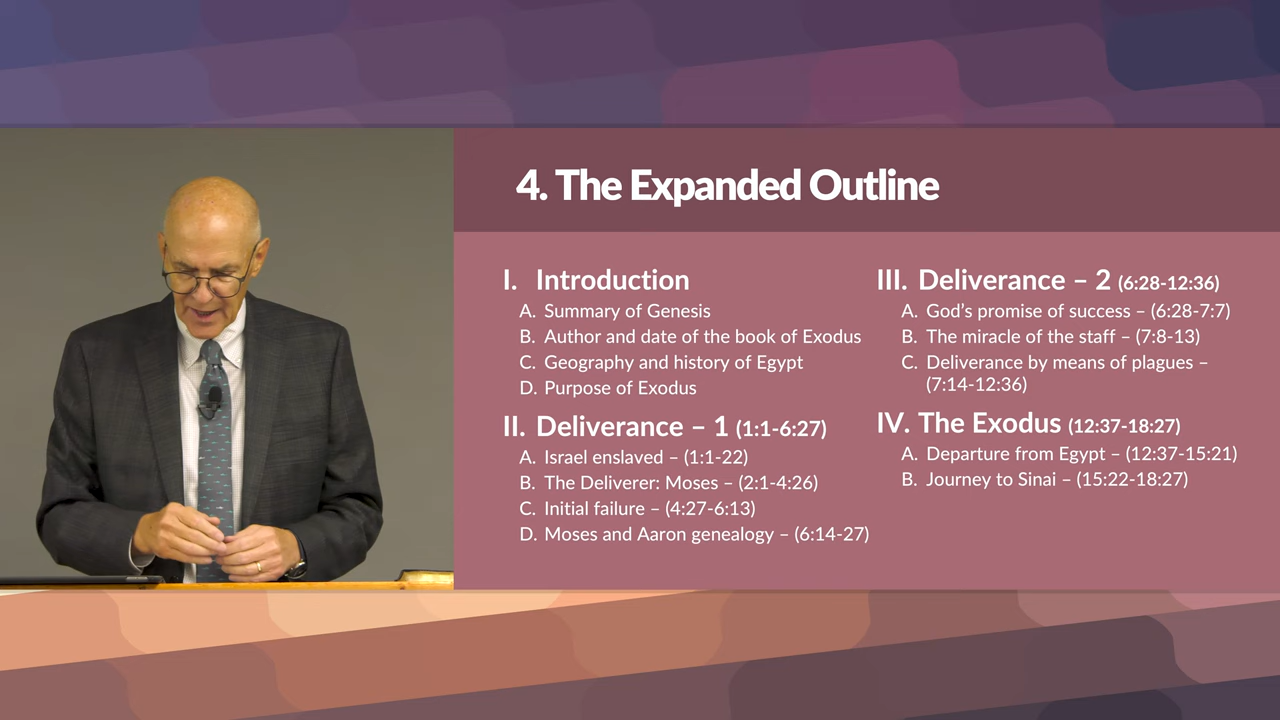 4. The Expanded Outline
I. Introduction
A. Summary of Genesis
B. Author and date of the book of Exodus
C. Geography and history of Egypt
D. Purpose of Exodus
II. Deliverance – 1 (1:1-6:27)
A. Israel enslaved – (1:1-22)
B. The Deliverer: Moses – (2:1-4:26)
C. Initial failure – (4:27-6:13)
D. Moses and Aaron genealogy – (6:14-27)
III. Deliverance – 2 (6:28-12:36)
A. God’s promise of success – (6:28-7:7)
B. The miracle of the staff – (7:8-13)
C. Deliverance by means of plagues –
(7:14-12:36)
IV. The Exodus (12:37-18:27)
A. Departure from Egypt – (12:37-15:21)
B. Journey to Sinai – (15:22-18:27)